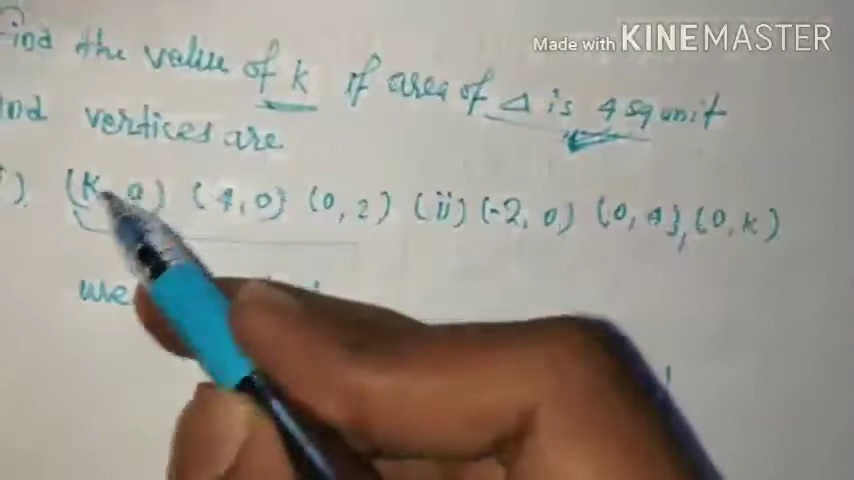 Made with KINEMASTER
Find the value of k if area of Δ is 4 sq unit
and vertices are
(K, 0) (4, 0) (0, 2) (ii) (-2, 0) (0, 4), (0, k)
we